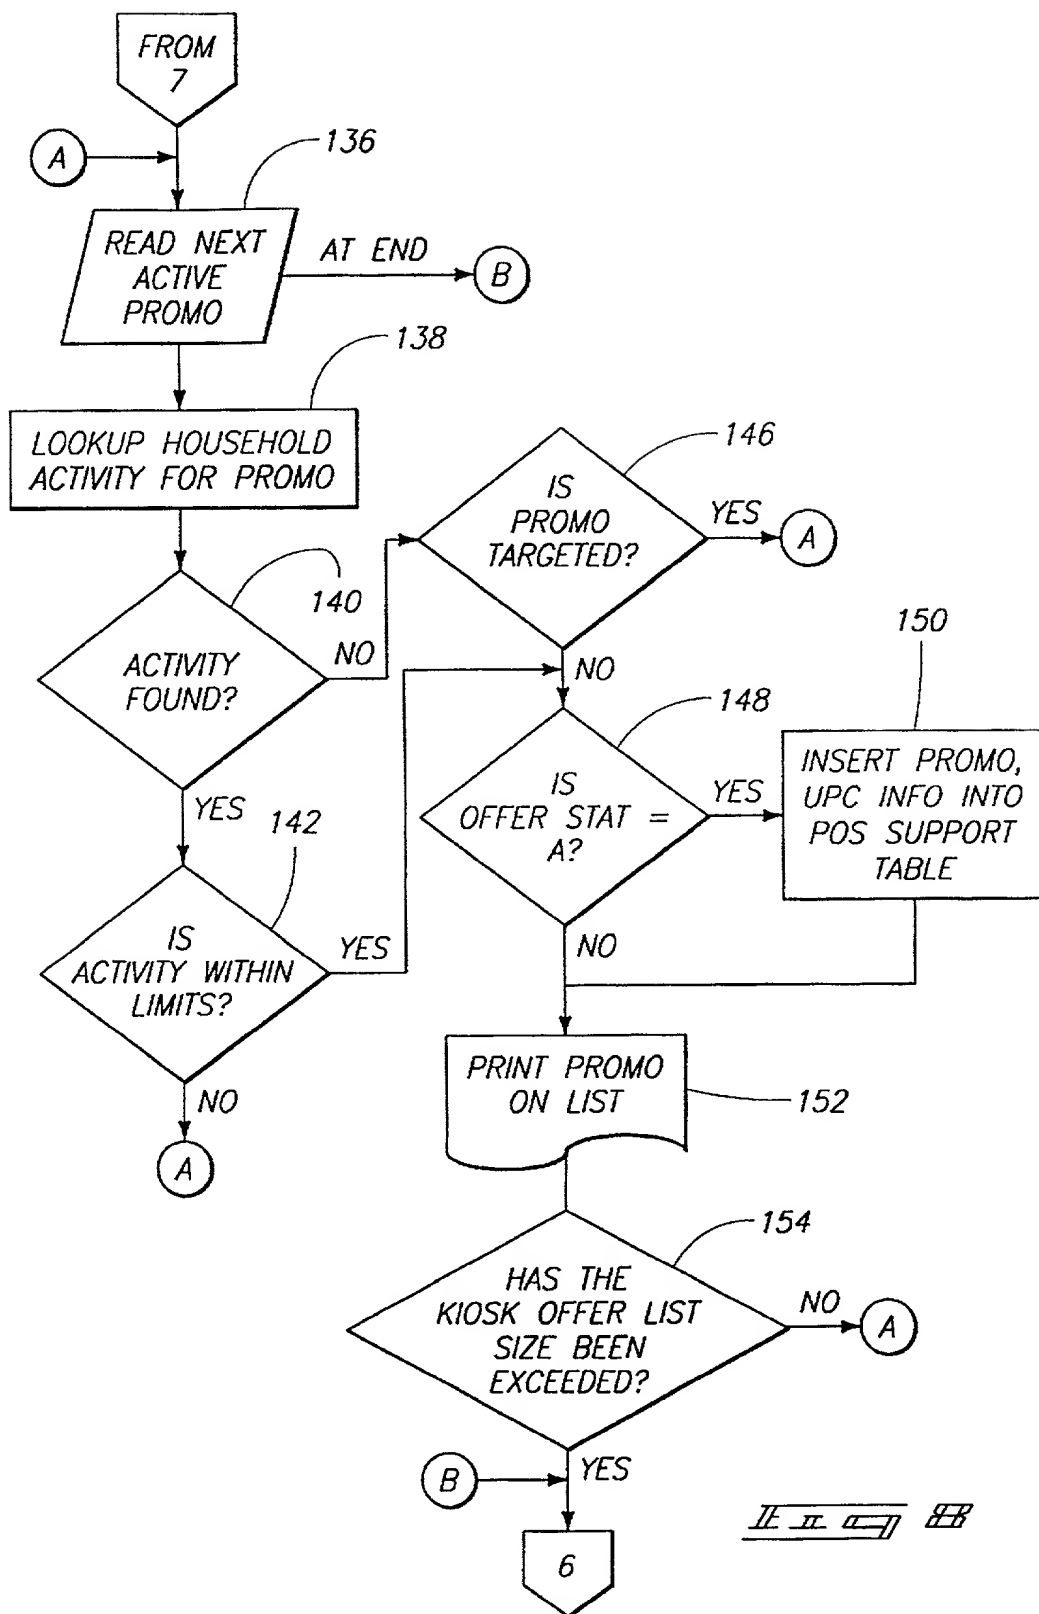 FROM
7
A
136
READ NEXT
ACTIVE
PROMO
AT END
B
138
LOOKUP HOUSEHOLD
ACTIVITY FOR PROMO
146
IS
PROMO
TARGETED?
YES
A
140
ACTIVITY
FOUND?
NO
NO
148
150
YES
142
IS
OFFER STAT =
A?
YES
INSERT PROMO,
UPC INFO INTO
POS SUPPORT
TABLE
IS
ACTIVITY WITHIN
LIMITS?
YES
NO
NO
A
PRINT PROMO
ON LIST
152
154
HAS THE
KIOSK OFFER LIST
SIZE BEEN
EXCEEDED?
NO
A
B
YES
6
FIG 8